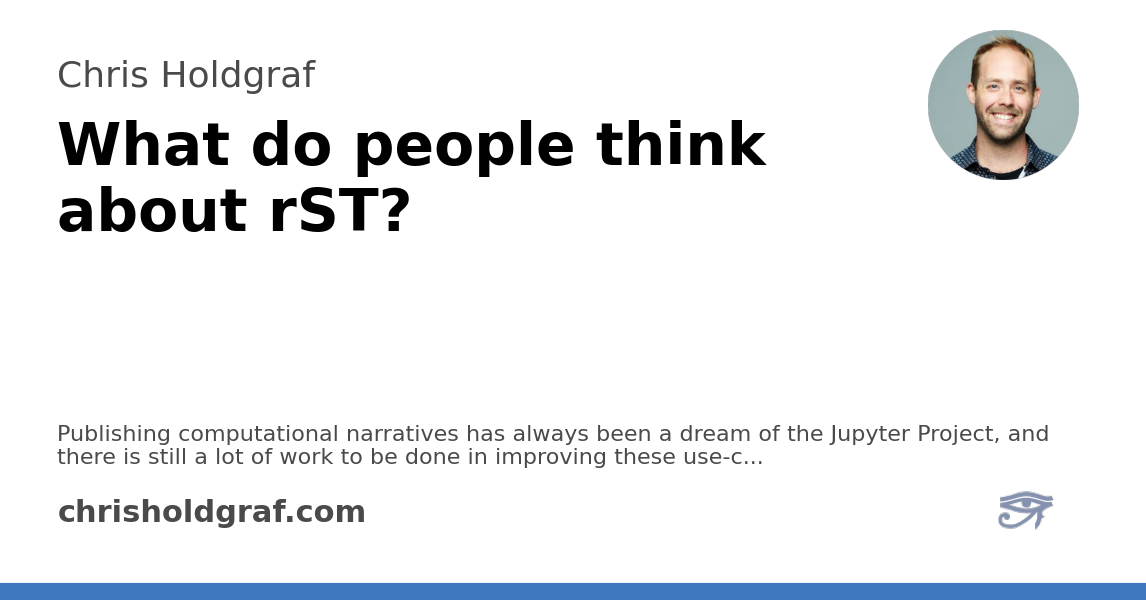 Chris Holdgraf
What do people think
about rST?
Publishing computational narratives has always been a dream of the Jupyter Project, and
there is still a lot of work to be done in improving these use-c...
chrisholdgraf.com